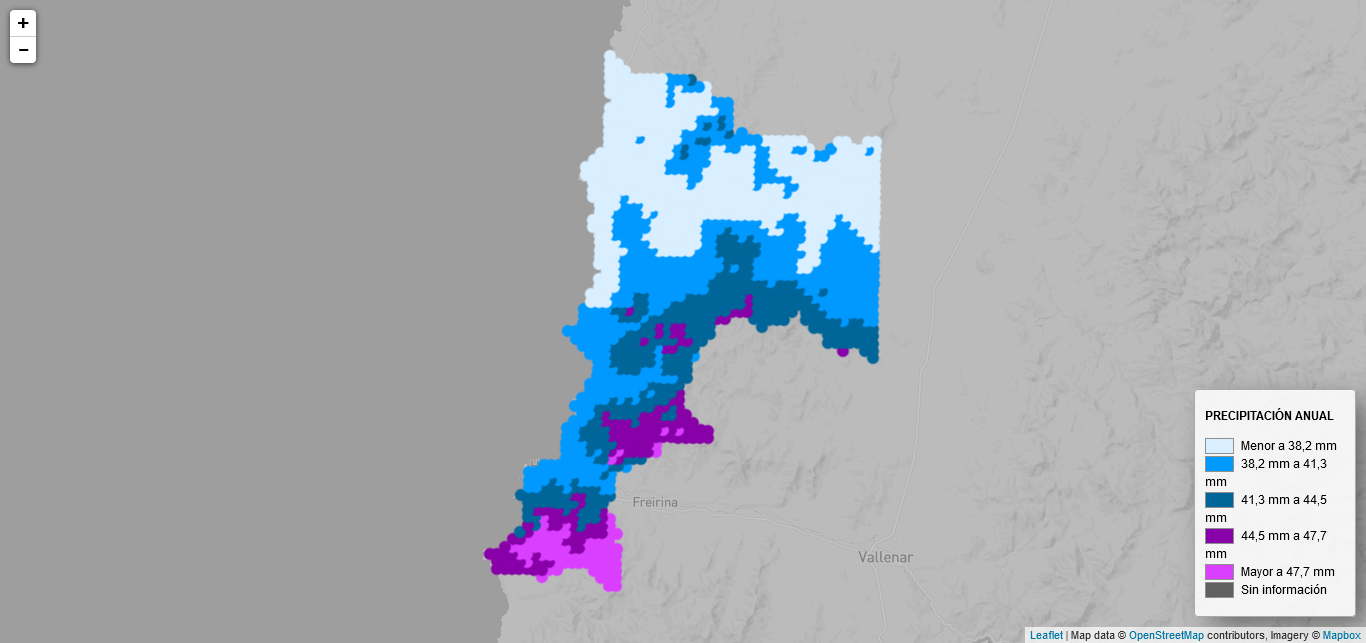 +
−
Freirina
Vallenar
PRECIPITACIÓN ANUAL
Menor a 38,2 mm
38,2 mm a 41,3
mm
41,3 mm a 44,5
mm
44,5 mm a 47,7
mm
Mayor a 47,7 mm
Sin información
Leaflet | Map data © OpenStreetMap contributors, Imagery © Mapbox